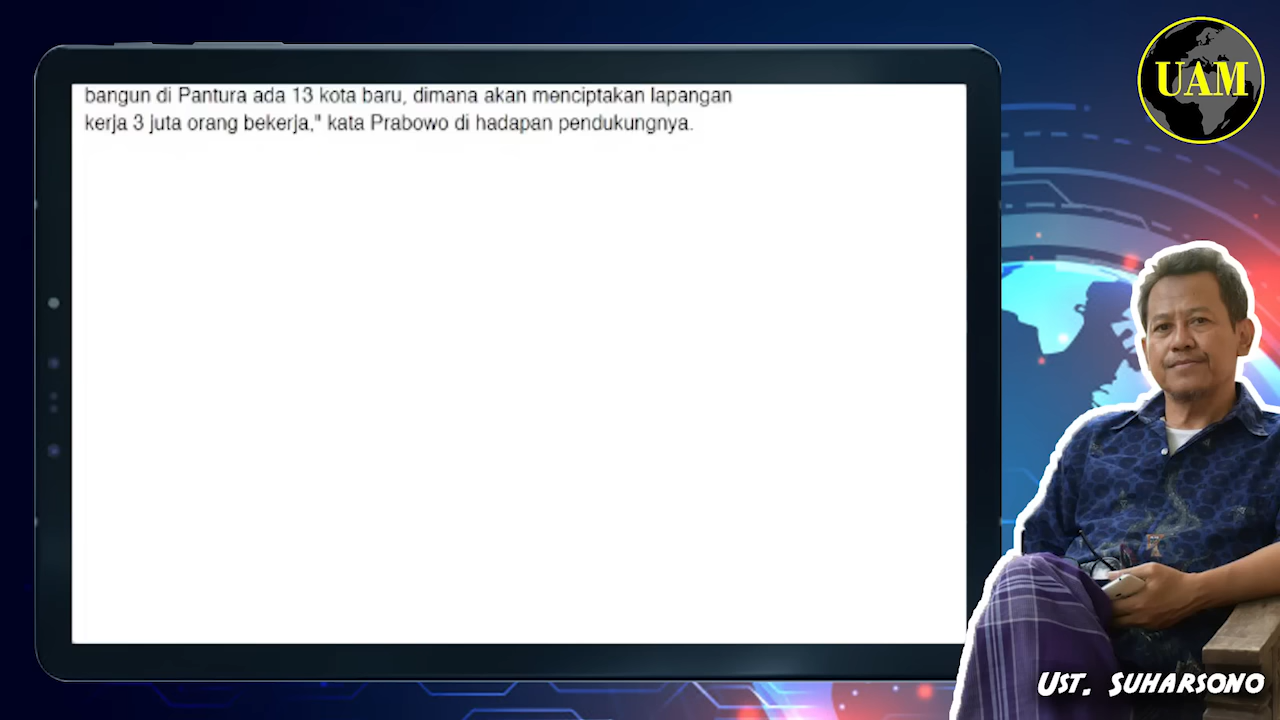 bangun di Pantura ada 13 kota baru, dimana akan menciptakan lapangan
kerja 3 juta orang bekerja," kata Prabowo di hadapan pendukungnya.
UAM
UST. SUHARSONO